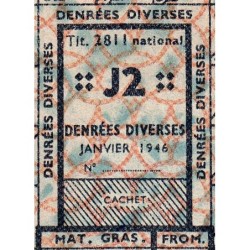 DENRÉES DIVERSES
Tit. 2811 national
J2
DENRÉES DIVERSES
JANVIER 1946
N°
CACHET
MAT. GRAS.
FROM.
DENRÉES DIVERSES
DENRÉES DIVERSES